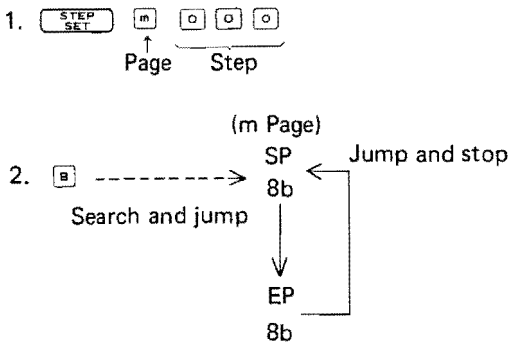 1. STEP SET m 0 0 0
Page Step
(m Page)
SP Jump and stop
2. B 8b
Search and jump
EP
8b